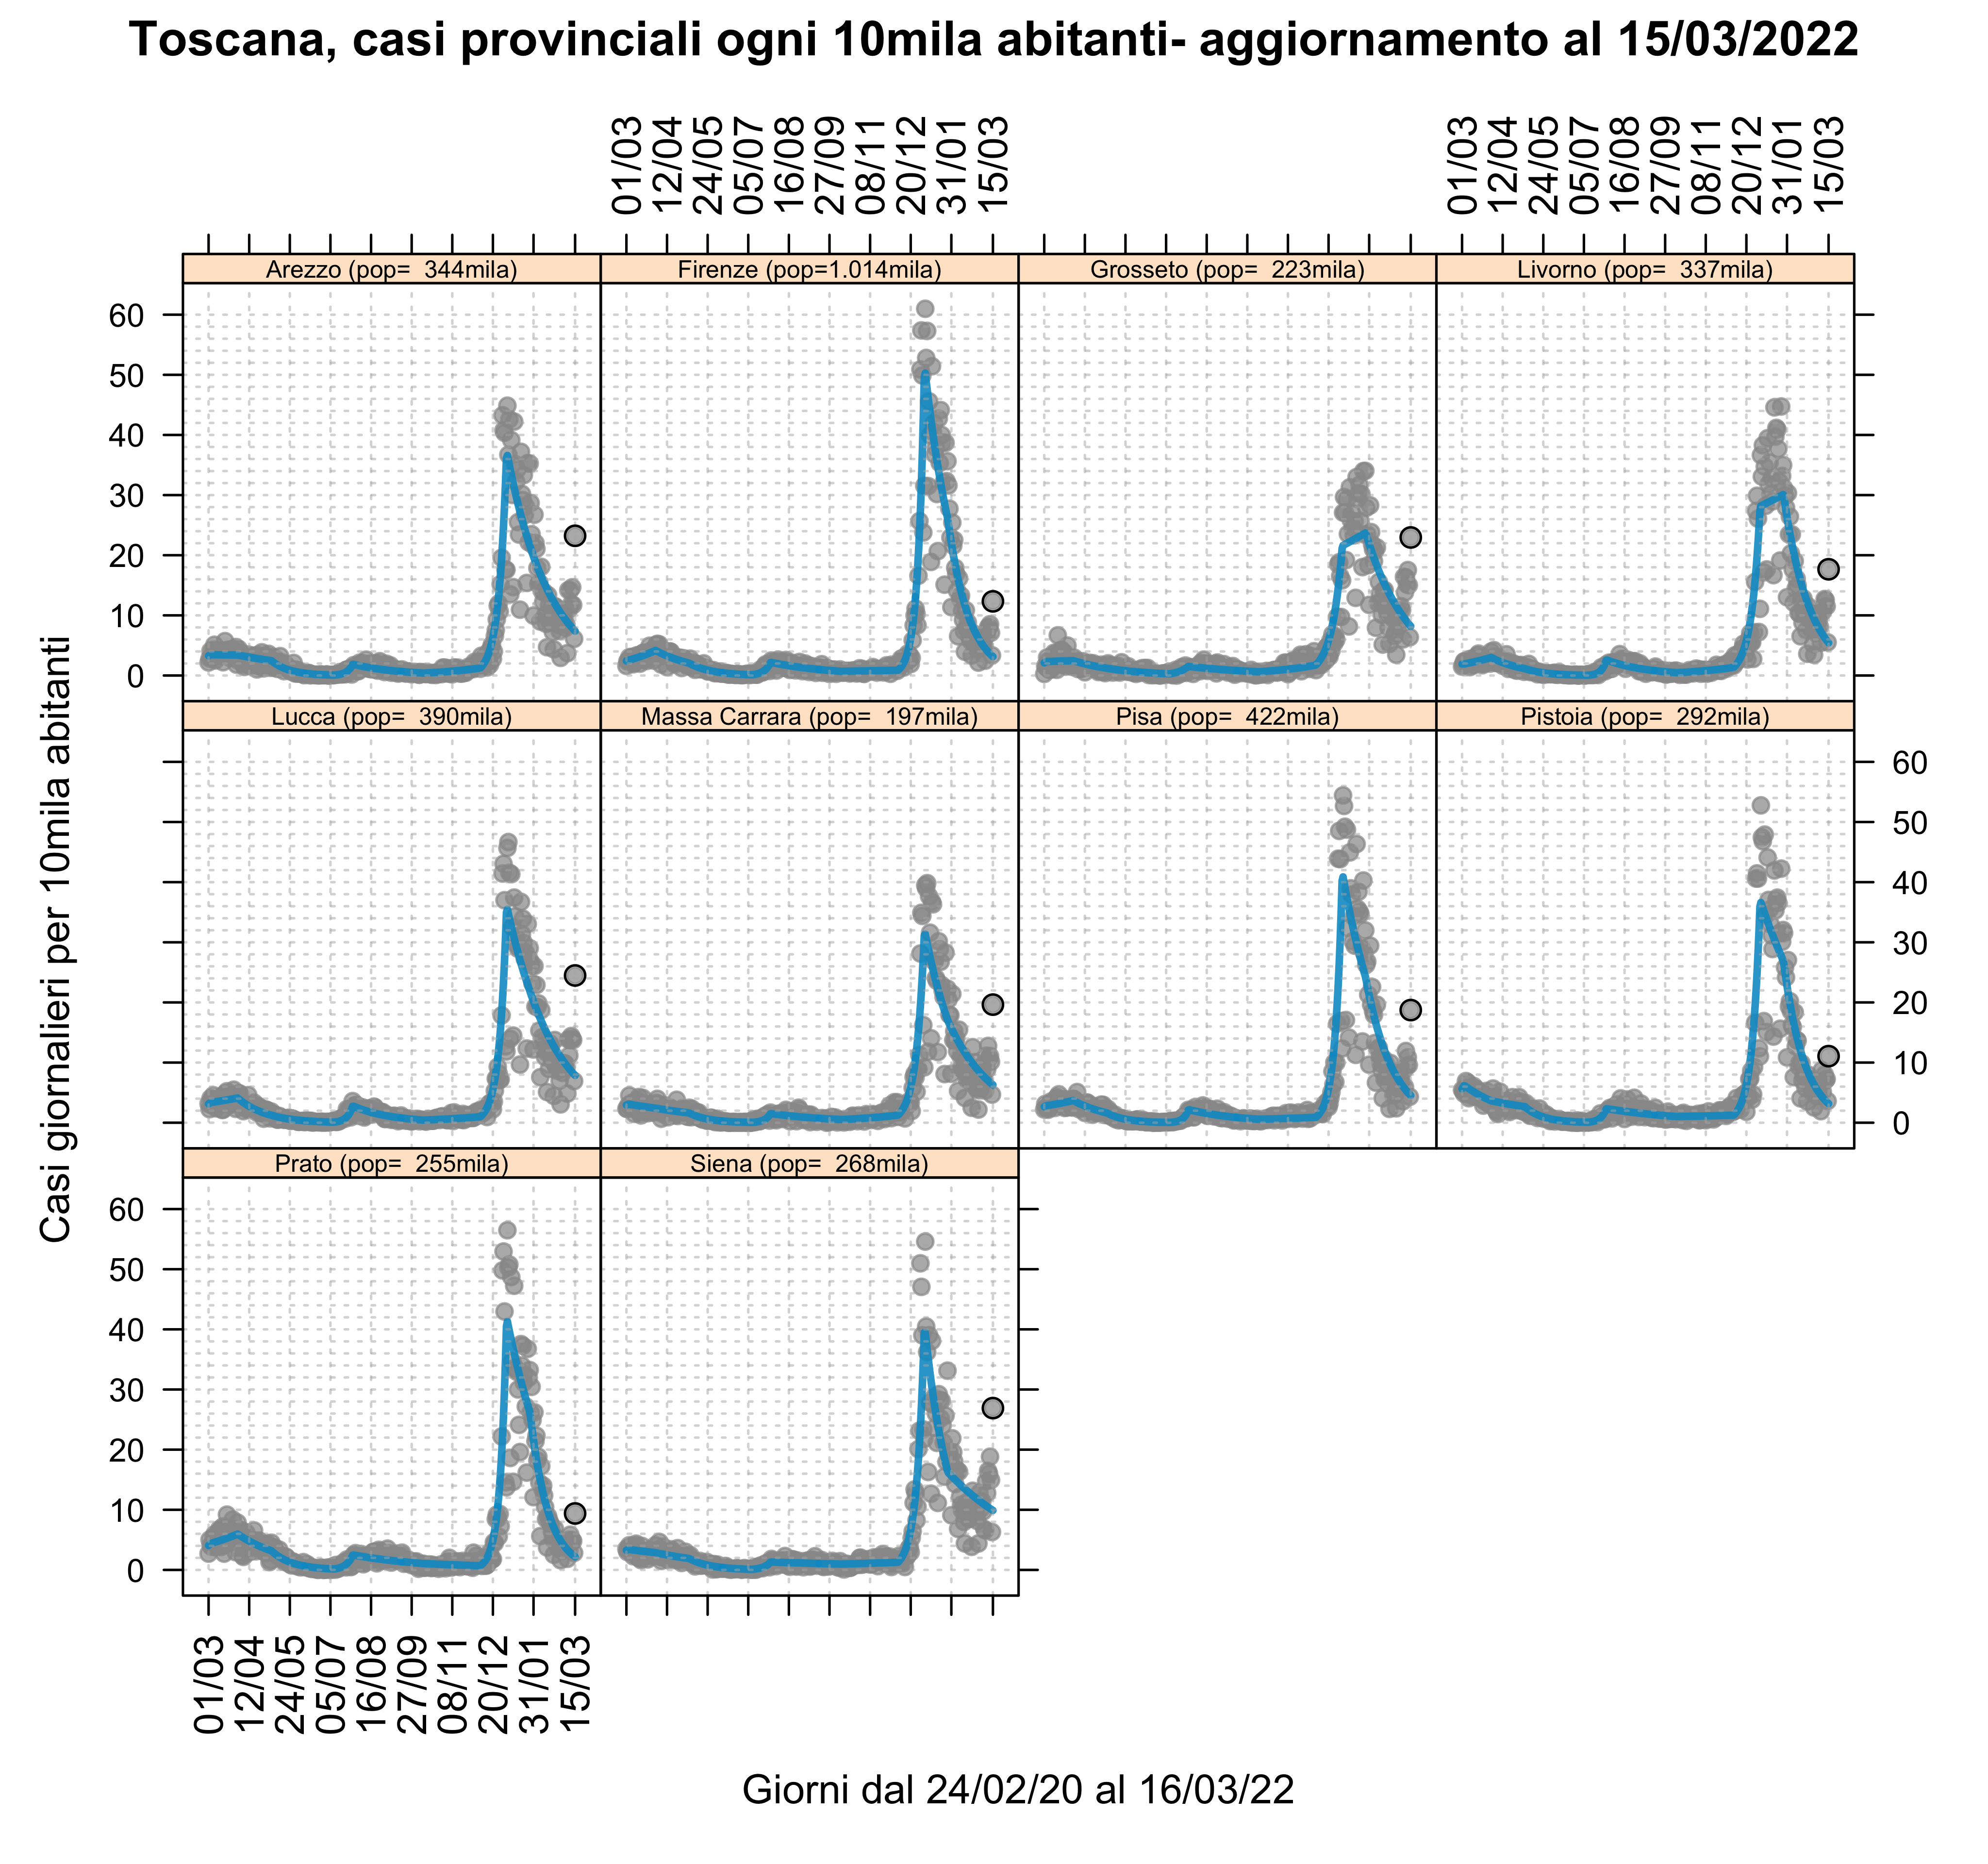 Toscana, casi provinciali ogni 10mila abitanti- aggiornamento al 15/03/2022
01/03 12/04 24/05 05/07 16/08 27/09 08/11 20/12 31/01 15/03
01/03 12/04 24/05 05/07 16/08 27/09 08/11 20/12 31/01 15/03
Arezzo (pop= 344mila)
Firenze (pop=1.014mila)
Grosseto (pop= 223mila)
Livorno (pop= 337mila)
60
50
40
30
20
10
0
Casi giornalieri per 10mila abitanti
Lucca (pop= 390mila)
Massa Carrara (pop= 197mila)
Pisa (pop= 422mila)
Pistoia (pop= 292mila)
60
50
40
30
20
10
0
Prato (pop= 255mila)
Siena (pop= 268mila)
60
50
40
30
20
10
0
01/03 12/04 24/05 05/07 16/08 27/09 08/11 20/12 31/01 15/03
Giorni dal 24/02/20 al 16/03/22